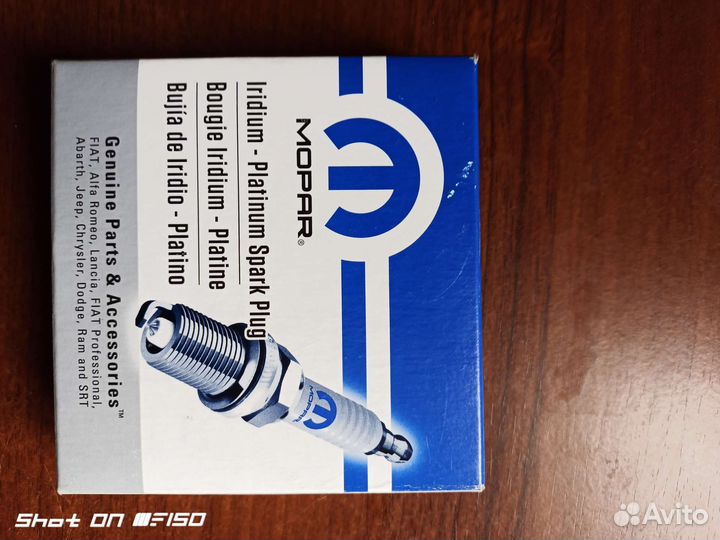 MOPAR®
Iridium - Platinum Spark Plug
Bougie Iridium - Platine
Bujía de Iridio - Platino
MOPAR
Genuine Parts & Accessories™
FIAT, Alfa Romeo, Lancia, FIAT Professional,
Abarth, Jeep, Chrysler, Dodge, Ram and SRT
Shot on F150
Avito